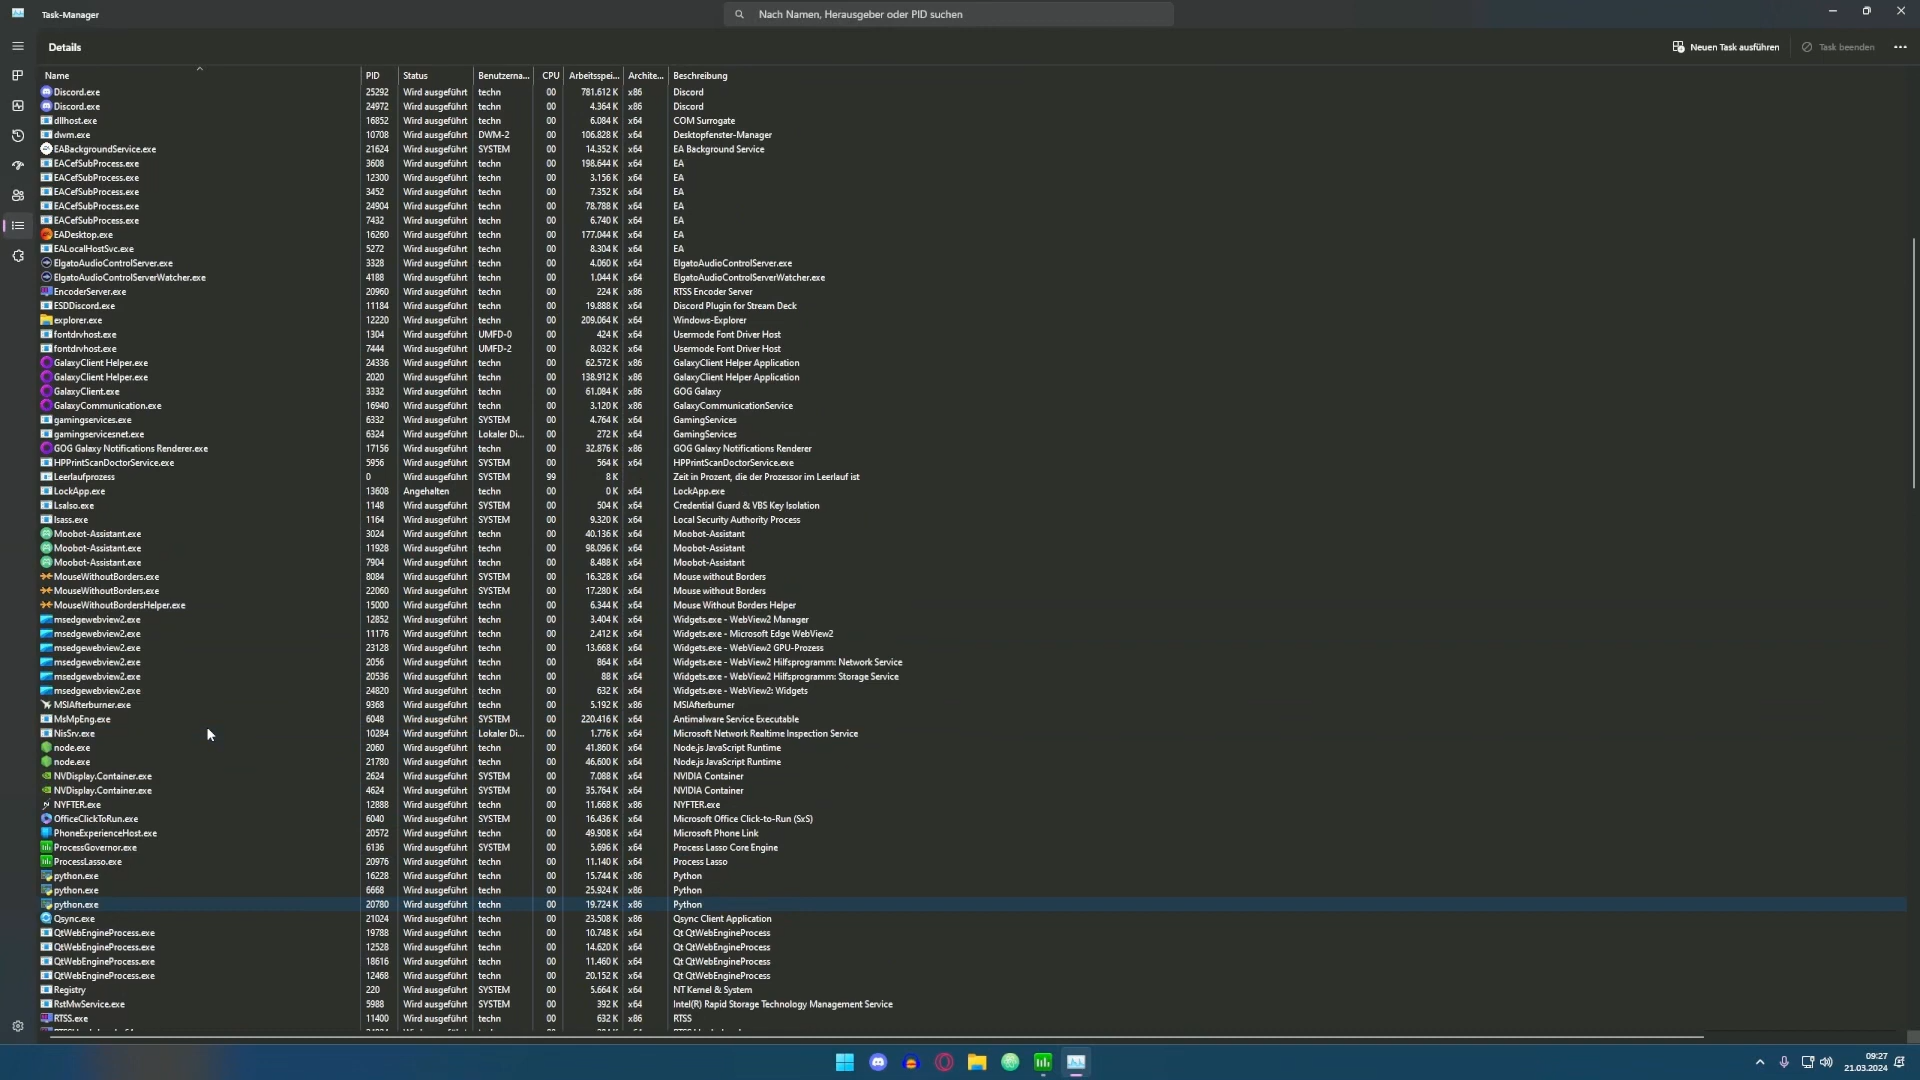 Task-Manager
Nach Namen, Herausgeber oder PID suchen
Details
Neuen Task ausführen
Task beenden
Name PID Status Benutzerna... CPU Arbeitsspei... Archite... Beschreibung
Discord.exe 25292 Wird ausgeführt techn 00 781.612 K x86 Discord
Discord.exe 24972 Wird ausgeführt techn 00 4.364 K x86 Discord
dllhost.exe 16852 Wird ausgeführt techn 00 6.084 K x64 COM Surrogate
dwm.exe 10708 Wird ausgeführt DWM-2 00 106.828 K x64 Desktopfenster-Manager
EABackgroundService.exe 21624 Wird ausgeführt SYSTEM 00 14.352 K x64 EA Background Service
EACefSubProcess.exe 3608 Wird ausgeführt techn 00 198.644 K x64 EA
EACefSubProcess.exe 12300 Wird ausgeführt techn 00 3.156 K x64 EA
EACefSubProcess.exe 3452 Wird ausgeführt techn 00 7.352 K x64 EA
EACefSubProcess.exe 24904 Wird ausgeführt techn 00 78.788 K x64 EA
EACefSubProcess.exe 7432 Wird ausgeführt techn 00 6.740 K x64 EA
EADesktop.exe 16260 Wird ausgeführt techn 00 177.044 K x64 EA
EALocalHostSvc.exe 5272 Wird ausgeführt techn 00 8.304 K x64 EA
ElgatoAudioControlServer.exe 3328 Wird ausgeführt techn 00 4.060 K x64 ElgatoAudioControlServer.exe
ElgatoAudioControlServerWatcher.exe 4188 Wird ausgeführt techn 00 1.044 K x64 ElgatoAudioControlServerWatcher.exe
EncoderServer.exe 20960 Wird ausgeführt techn 00 224 K x86 RTSS Encoder Server
ESDDiscord.exe 11184 Wird ausgeführt techn 00 19.888 K x64 Discord Plugin for Stream Deck
explorer.exe 12220 Wird ausgeführt techn 00 209.064 K x64 Windows-Explorer
fontdrvhost.exe 1304 Wird ausgeführt UMFD-0 00 424 K x64 Usermode Font Driver Host
fontdrvhost.exe 7444 Wird ausgeführt UMFD-2 00 8.032 K x64 Usermode Font Driver Host
GalaxyClient Helper.exe 24336 Wird ausgeführt techn 00 62.572 K x86 GalaxyClient Helper Application
GalaxyClient Helper.exe 2020 Wird ausgeführt techn 00 138.912 K x86 GalaxyClient Helper Application
GalaxyClient.exe 3332 Wird ausgeführt techn 00 61.084 K x86 GOG Galaxy
GalaxyCommunication.exe 16940 Wird ausgeführt techn 00 3.120 K x86 GalaxyCommunicationService
gamingservices.exe 6332 Wird ausgeführt SYSTEM 00 4.764 K x64 GamingServices
gamingservicesnet.exe 6324 Wird ausgeführt Lokaler Di... 00 272 K x64 GamingServices
GOG Galaxy Notifications Renderer.exe 17156 Wird ausgeführt techn 00 32.876 K x86 GOG Galaxy Notifications Renderer
HPPrintScanDoctorService.exe 5956 Wird ausgeführt SYSTEM 00 564 K x64 HPPrintScanDoctorService.exe
Leerlaufprozess 0 Wird ausgeführt SYSTEM 99 8 K Zeit in Prozent, die der Prozessor im Leerlauf ist
LockApp.exe 13608 Angehalten techn 00 0 K x64 LockApp.exe
LsaIso.exe 1148 Wird ausgeführt SYSTEM 00 504 K x64 Credential Guard & VBS Key Isolation
lsass.exe 1164 Wird ausgeführt SYSTEM 00 9.320 K x64 Local Security Authority Process
Moobot-Assistant.exe 3024 Wird ausgeführt techn 00 40.136 K x64 Moobot-Assistant
Moobot-Assistant.exe 11928 Wird ausgeführt techn 00 98.096 K x64 Moobot-Assistant
Moobot-Assistant.exe 7904 Wird ausgeführt techn 00 8.488 K x64 Moobot-Assistant
MouseWithoutBorders.exe 8084 Wird ausgeführt SYSTEM 00 16.328 K x64 Mouse without Borders
MouseWithoutBorders.exe 22060 Wird ausgeführt SYSTEM 00 17.280 K x64 Mouse without Borders
MouseWithoutBordersHelper.exe 15000 Wird ausgeführt techn 00 6.344 K x64 Mouse Without Borders Helper
msedgewebview2.exe 12852 Wird ausgeführt techn 00 3.404 K x64 Widgets.exe - WebView2 Manager
msedgewebview2.exe 11176 Wird ausgeführt techn 00 2.412 K x64 Widgets.exe - Microsoft Edge WebView2
msedgewebview2.exe 23128 Wird ausgeführt techn 00 13.668 K x64 Widgets.exe - WebView2 GPU-Prozess
msedgewebview2.exe 2056 Wird ausgeführt techn 00 864 K x64 Widgets.exe - WebView2 Hilfsprogramm: Network Service
msedgewebview2.exe 20536 Wird ausgeführt techn 00 88 K x64 Widgets.exe - WebView2 Hilfsprogramm: Storage Service
msedgewebview2.exe 24820 Wird ausgeführt techn 00 632 K x64 Widgets.exe - WebView2: Widgets
MSIAfterburner.exe 9368 Wird ausgeführt techn 00 5.192 K x86 MSIAfterburner
MsMpEng.exe 6048 Wird ausgeführt SYSTEM 00 220.416 K x64 Antimalware Service Executable
NisSrv.exe 10284 Wird ausgeführt Lokaler Di... 00 1.776 K x64 Microsoft Network Realtime Inspection Service
node.exe 2060 Wird ausgeführt techn 00 41.860 K x64 Node.js JavaScript Runtime
node.exe 21780 Wird ausgeführt techn 00 46.600 K x64 Node.js JavaScript Runtime
NVDisplay.Container.exe 2624 Wird ausgeführt SYSTEM 00 7.088 K x64 NVIDIA Container
NVDisplay.Container.exe 4624 Wird ausgeführt SYSTEM 00 35.764 K x64 NVIDIA Container
NYFTER.exe 12888 Wird ausgeführt techn 00 11.668 K x86 NYFTER.exe
OfficeClickToRun.exe 6040 Wird ausgeführt SYSTEM 00 16.436 K x64 Microsoft Office Click-to-Run (SxS)
PhoneExperienceHost.exe 20572 Wird ausgeführt techn 00 49.908 K x64 Microsoft Phone Link
ProcessGovernor.exe 6136 Wird ausgeführt SYSTEM 00 5.696 K x64 Process Lasso Core Engine
ProcessLasso.exe 20976 Wird ausgeführt techn 00 11.140 K x64 Process Lasso
python.exe 16228 Wird ausgeführt techn 00 15.744 K x86 Python
python.exe 6668 Wird ausgeführt techn 00 25.924 K x86 Python
python.exe 20780 Wird ausgeführt techn 00 19.724 K x86 Python
Qsync.exe 21024 Wird ausgeführt techn 00 23.508 K x86 Qsync Client Application
QtWebEngineProcess.exe 19788 Wird ausgeführt techn 00 10.748 K x64 Qt QtWebEngineProcess
QtWebEngineProcess.exe 12528 Wird ausgeführt techn 00 14.620 K x64 Qt QtWebEngineProcess
QtWebEngineProcess.exe 18616 Wird ausgeführt techn 00 11.460 K x64 Qt QtWebEngineProcess
QtWebEngineProcess.exe 12468 Wird ausgeführt techn 00 20.152 K x64 Qt QtWebEngineProcess
Registry 220 Wird ausgeführt SYSTEM 00 5.664 K x64 NT Kernel & System
RstMwService.exe 5988 Wird ausgeführt SYSTEM 00 392 K x64 Intel(R) Rapid Storage Technology Management Service
RTSS.exe 11400 Wird ausgeführt techn 00 632 K x86 RTSS
09:27
21.03.2024